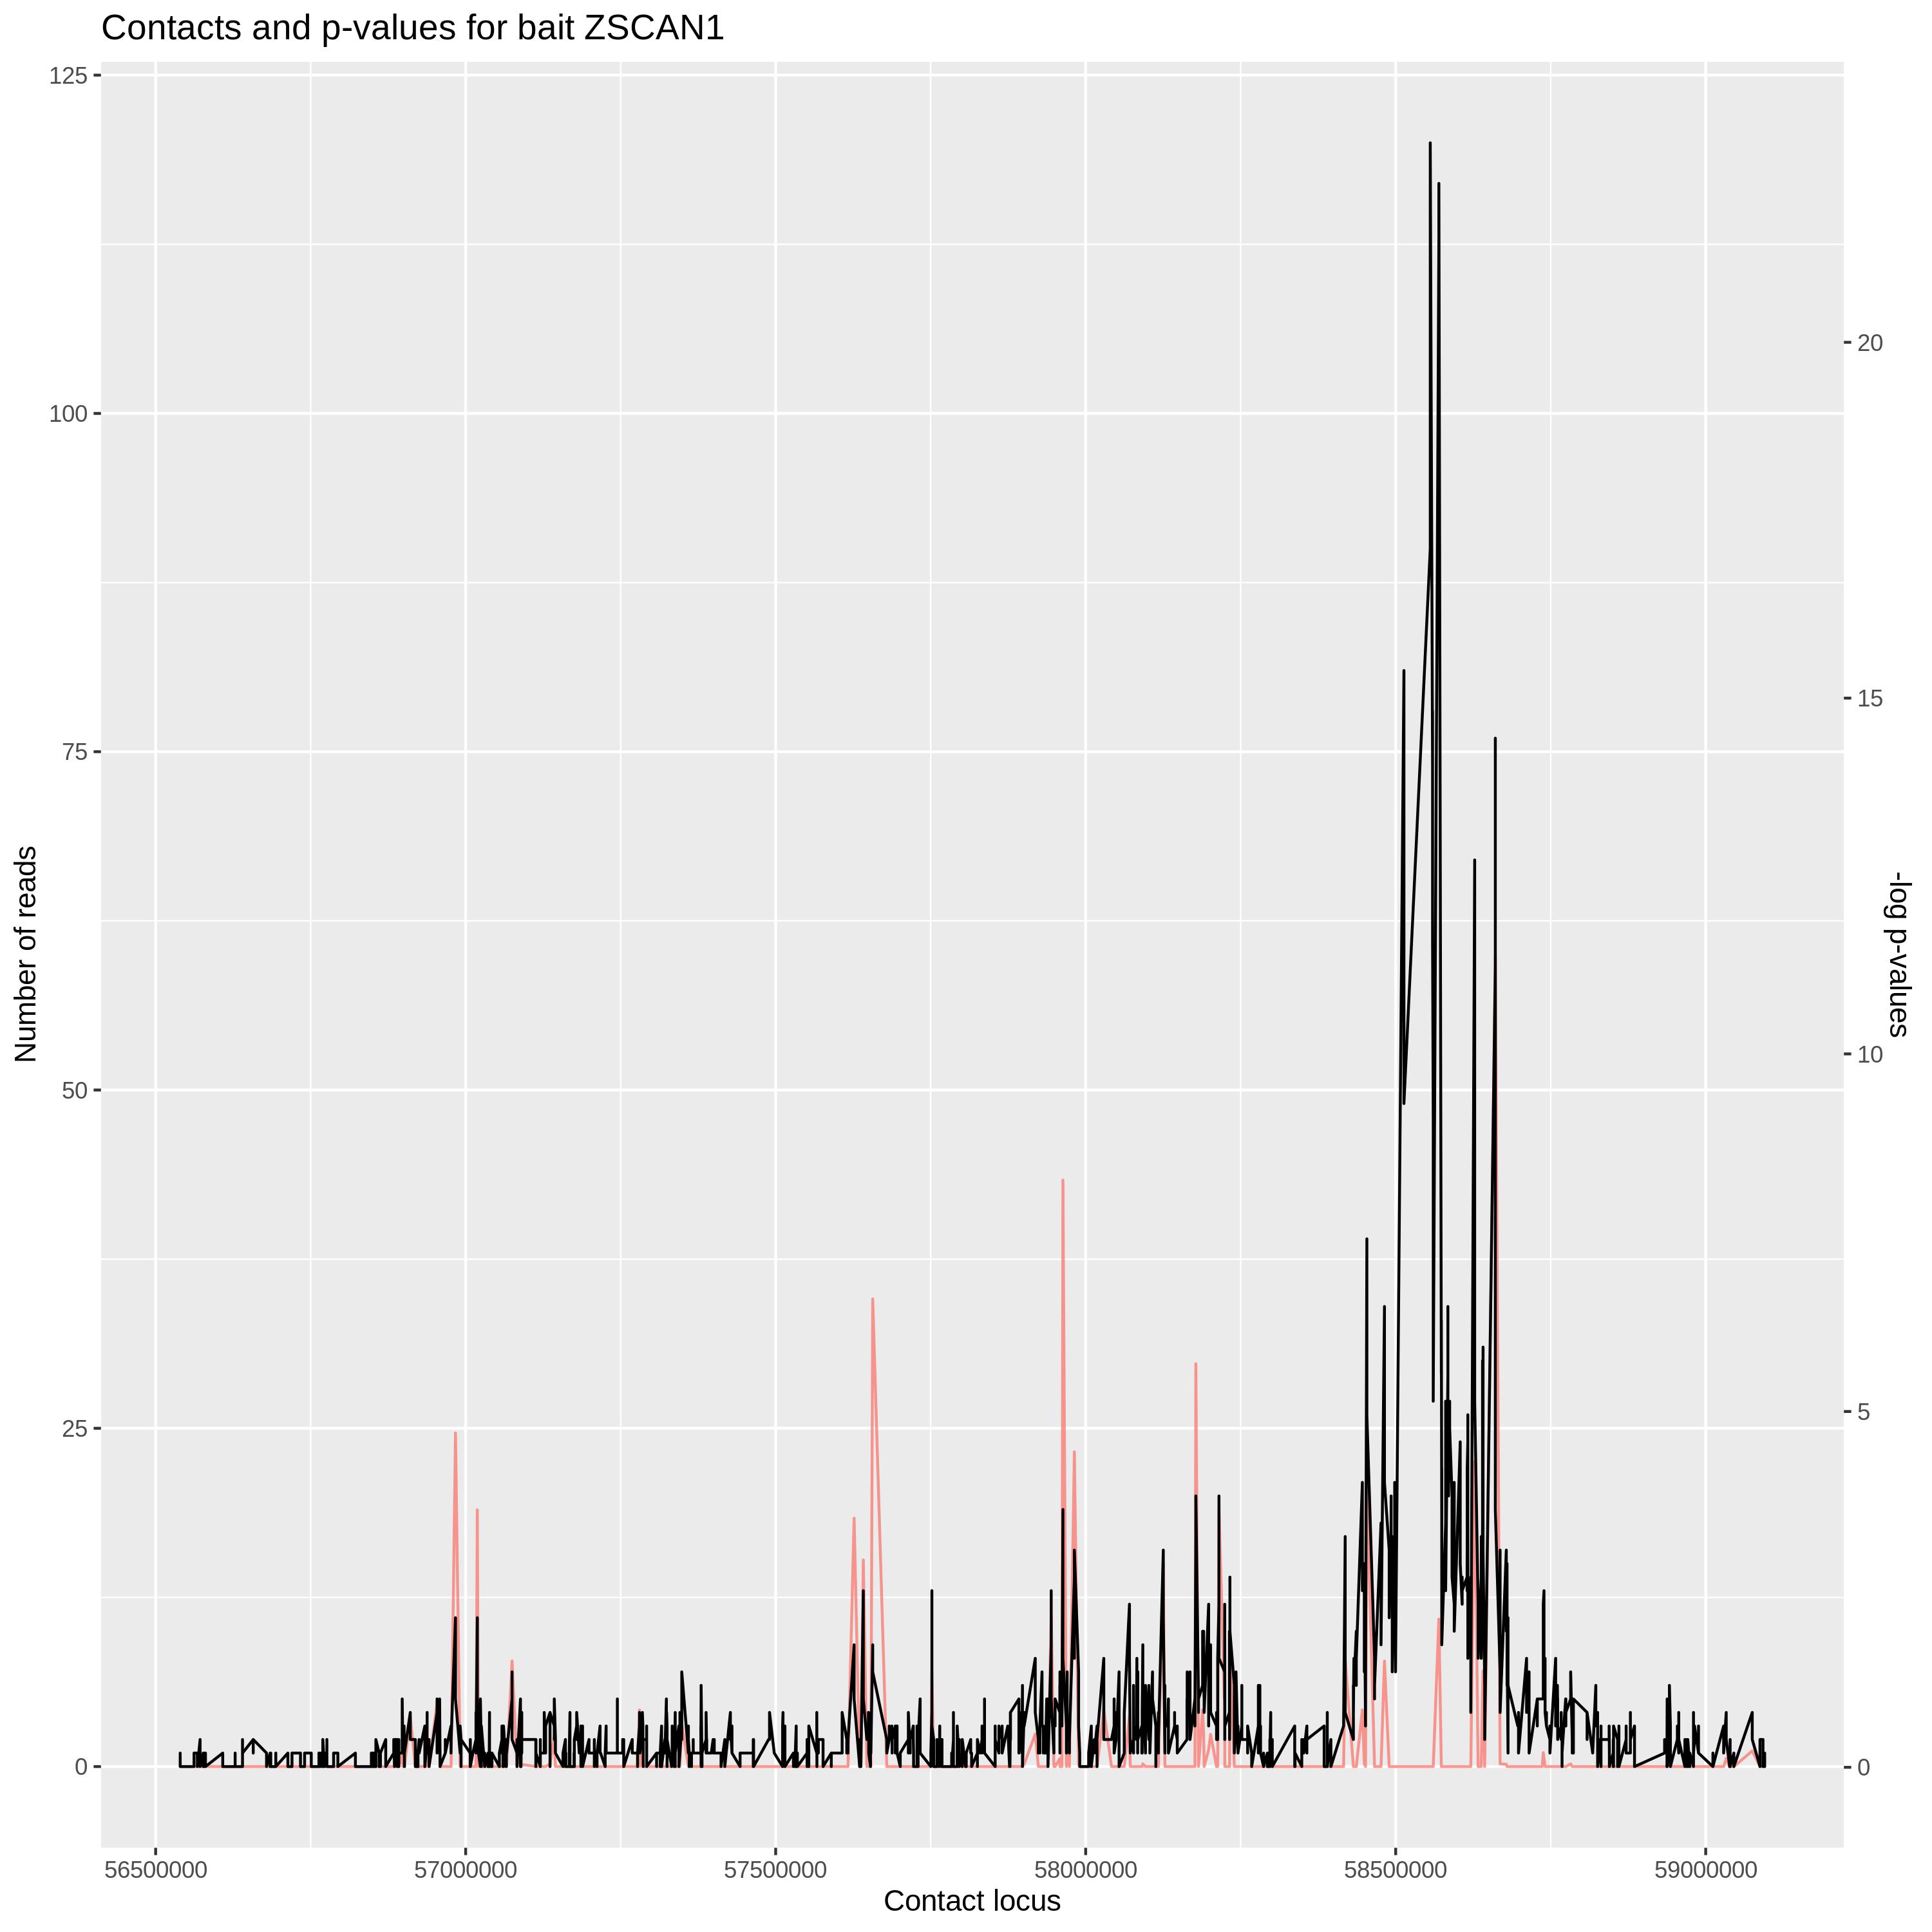 Contacts and p-values for bait ZSCAN1
125
100
75
50
25
0
Number of reads
20
15
10
5
0
-log p-values
56500000 57000000 57500000 58000000 58500000 59000000
Contact locus